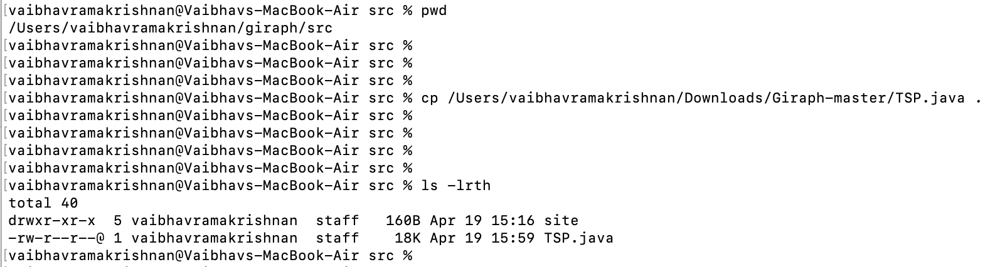 [vaibhavramakrishnan@Vaibhavs-MacBook-Air src % pwd
/Users/vaibhavramakrishnan/giraph/src
[vaibhavramakrishnan@Vaibhavs-MacBook-Air src %
[vaibhavramakrishnan@Vaibhavs-MacBook-Air src %
[vaibhavramakrishnan@Vaibhavs-MacBook-Air src %
[vaibhavramakrishnan@Vaibhavs-MacBook-Air src % cp /Users/vaibhavramakrishnan/Downloads/Giraph-master/TSP.java .
[vaibhavramakrishnan@Vaibhavs-MacBook-Air src %
[vaibhavramakrishnan@Vaibhavs-MacBook-Air src %
[vaibhavramakrishnan@Vaibhavs-MacBook-Air src %
[vaibhavramakrishnan@Vaibhavs-MacBook-Air src %
[vaibhavramakrishnan@Vaibhavs-MacBook-Air src % ls -lrth
total 40
drwxr-xr-x  5 vaibhavramakrishnan  staff   160B Apr 19 15:16 site
-rw-r--r--@ 1 vaibhavramakrishnan  staff    18K Apr 19 15:59 TSP.java
[vaibhavramakrishnan@Vaibhavs-MacBook-Air src %